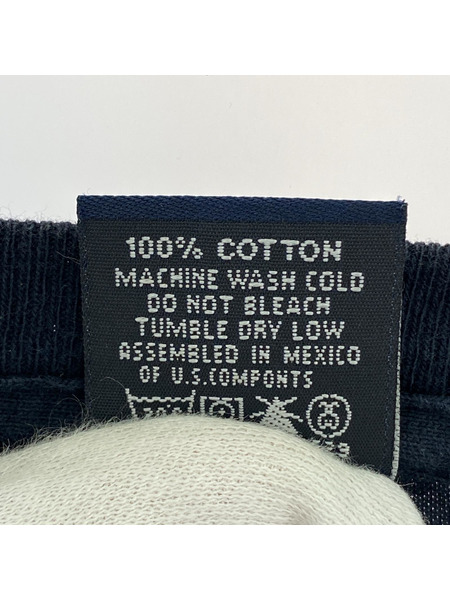 100% COTTON
MACHINE WASH COLD
DO NOT BLEACH
TUMBLE DRY LOW
ASSEMBLED IN MEXICO
OF U.S.COMPONTS